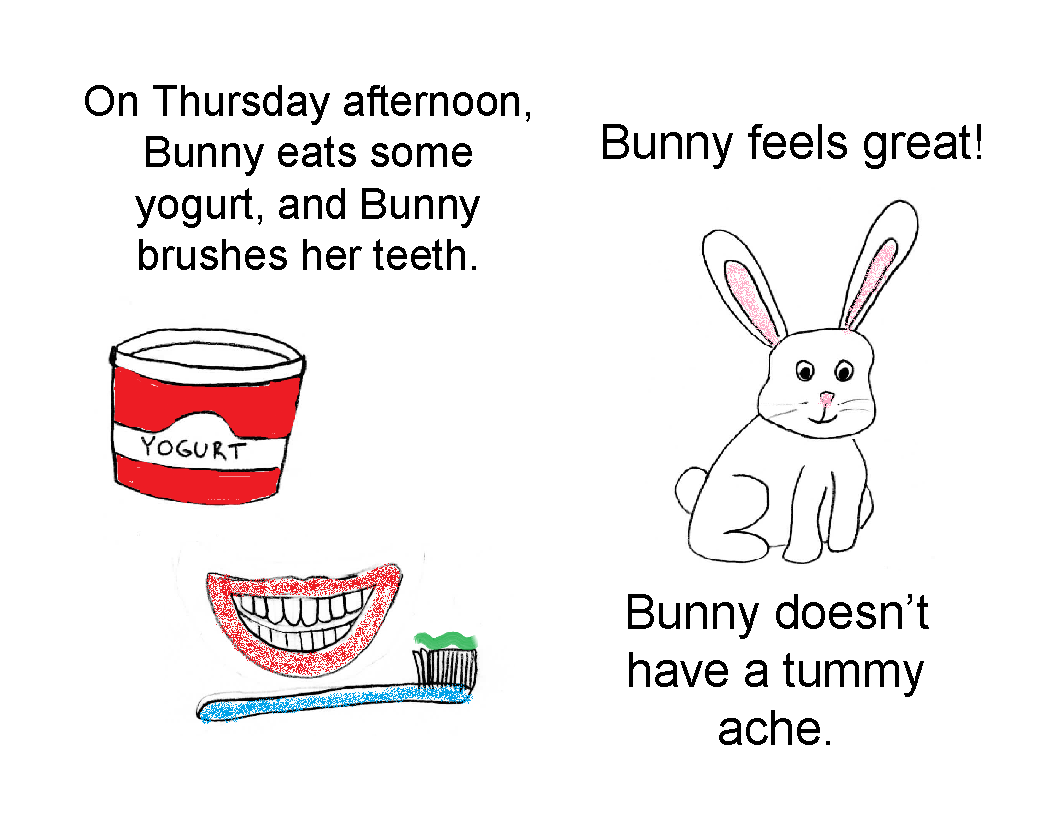 On Thursday afternoon,
Bunny eats some
yogurt, and Bunny
brushes her teeth.
YOGURT
Bunny feels great!
Bunny doesn’t
have a tummy
ache.